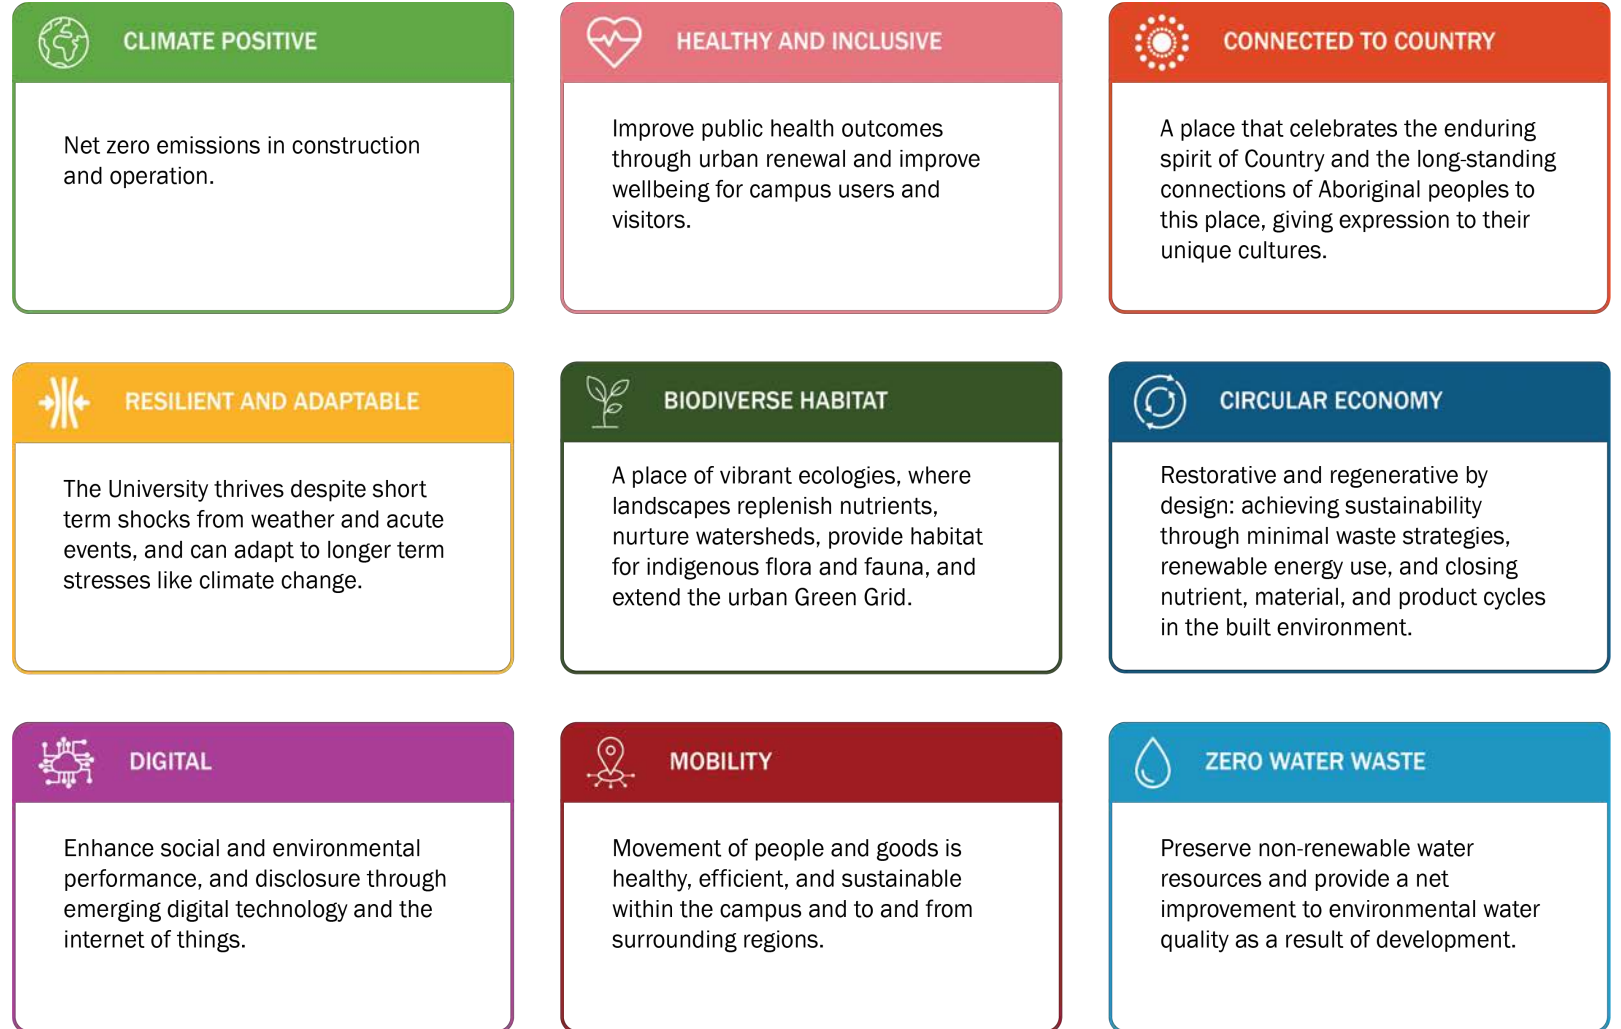 CLIMATE POSITIVE
Net zero emissions in construction
and operation.
HEALTHY AND INCLUSIVE
Improve public health outcomes
through urban renewal and improve
wellbeing for campus users and
visitors.
CONNECTED TO COUNTRY
A place that celebrates the enduring
spirit of Country and the long-standing
connections of Aboriginal peoples to
this place, giving expression to their
unique cultures.
RESILIENT AND ADAPTABLE
The University thrives despite short
term shocks from weather and acute
events, and can adapt to longer term
stresses like climate change.
BIODIVERSE HABITAT
A place of vibrant ecologies, where
landscapes replenish nutrients,
nurture watersheds, provide habitat
for indigenous flora and fauna, and
extend the urban Green Grid.
CIRCULAR ECONOMY
Restorative and regenerative by
design: achieving sustainability
through minimal waste strategies,
renewable energy use, and closing
nutrient, material, and product cycles
in the built environment.
DIGITAL
Enhance social and environmental
performance, and disclosure through
emerging digital technology and the
internet of things.
MOBILITY
Movement of people and goods is
healthy, efficient, and sustainable
within the campus and to and from
surrounding regions.
ZERO WATER WASTE
Preserve non-renewable water
resources and provide a net
improvement to environmental water
quality as a result of development.